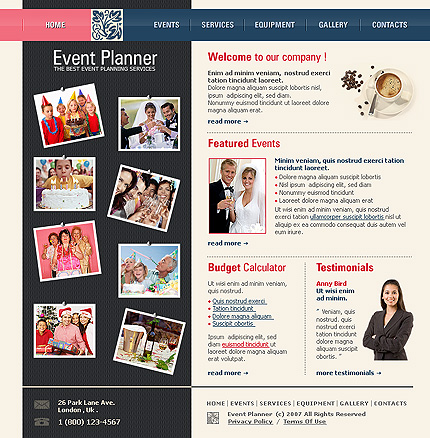 HOME
EVENTS
SERVICES
EQUIPMENT
GALLERY
CONTACTS
Event Planner
THE BEST EVENT PLANNING SERVICES
Welcome to our company !
Enim ad minim veniam, nostrud exerci
tation tincidunt laoreet.
Dolore magna aliquam suscipit lobortis nisl,
ipsum adipiscing elit, sed diam.
Nonummy euismod tincidunt ut laoreet dolore
magna aliquam erat.
read more
Featured Events
Minim veniam, quis nostrud exerci tation
tincidunt laoreet.
Dolore magna aliquam suscipit lobortis
Nisl ipsum adipiscing elit, sed diam
Nonummy euismod tincidunt
Laoreet dolore magna aliquam erat
Ut wisi enim ad minim veniam, quis nostrud
exerci tation ullamcorper suscipit lobortis nisl ut
aliquip ex ea commodo consequat duis autem vel
eum iriure.
read more
Budget Calculator
Ut wisi enim ad minim veniam,
quis nostrud.
Quis nostrud exerci
Tation tincidunt
Dolore magna aliquam
Suscipit lobortis
Ipsum adipiscing elit, sed
diam euismod tincidunt ut
laoreet dolore magna aliquam
erat volutpat.
read more
Testimonials
Anny Bird
Ut wisi enim
ad minim.
" Veniam, quis
nostrud, quis
nostrud exerci
tation tincidunt
ut laoreet dolore
suscipit lobortis. "
more testimonials
26 Park Lane Ave.
London , Uk .
1 (800) 123-4567
HOME | EVENTS | SERVICES | EQUIPMENT | GALLERY | CONTACTS
Event Planner (c) 2007 All Rights Reserved
Privacy Policy / Terms Of Use